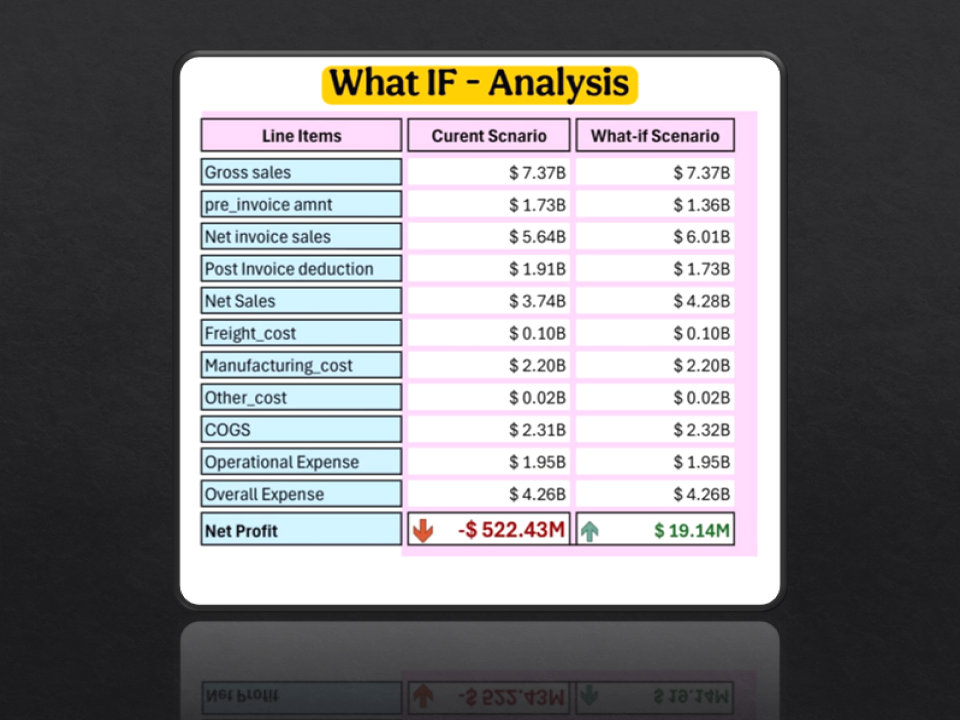 What IF - Analysis
Line Items Curent Scnario What-if Scenario
Gross sales $ 7.37B $ 7.37B
pre_invoice amnt $ 1.73B $ 1.36B
Net invoice sales $ 5.64B $ 6.01B
Post Invoice deduction $ 1.91B $ 1.73B
Net Sales $ 3.74B $ 4.28B
Freight_cost $ 0.10B $ 0.10B
Manufacturing_cost $ 2.20B $ 2.20B
Other_cost $ 0.02B $ 0.02B
COGS $ 2.31B $ 2.32B
Operational Expense $ 1.95B $ 1.95B
Overall Expense $ 4.26B $ 4.26B
Net Profit -$ 522.43M $ 19.14M